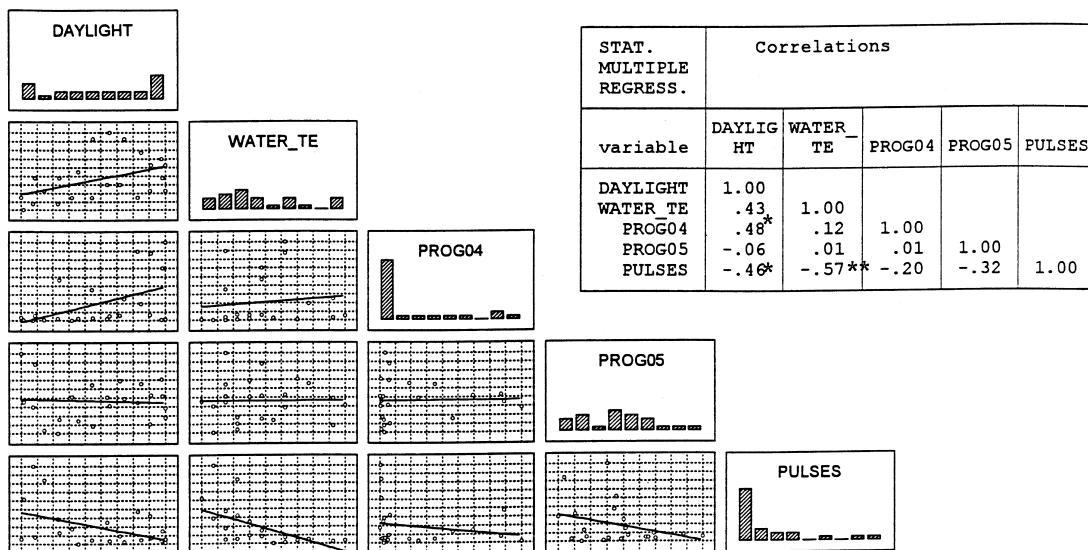 DAYLIGHT
WATER_TE
PROG04
PROG05
PULSES
STAT. Correlations
MULTIPLE
REGRESS.
variable DAYLIG HT WATER_ TE PROG04 PROG05 PULSES
DAYLIGHT 1.00
WATER_TE .43 1.00
PROG04 .48* .12 1.00
PROG05 -.06 .01 .01 1.00
PULSES -.46* -.57** -.20 -.32 1.00